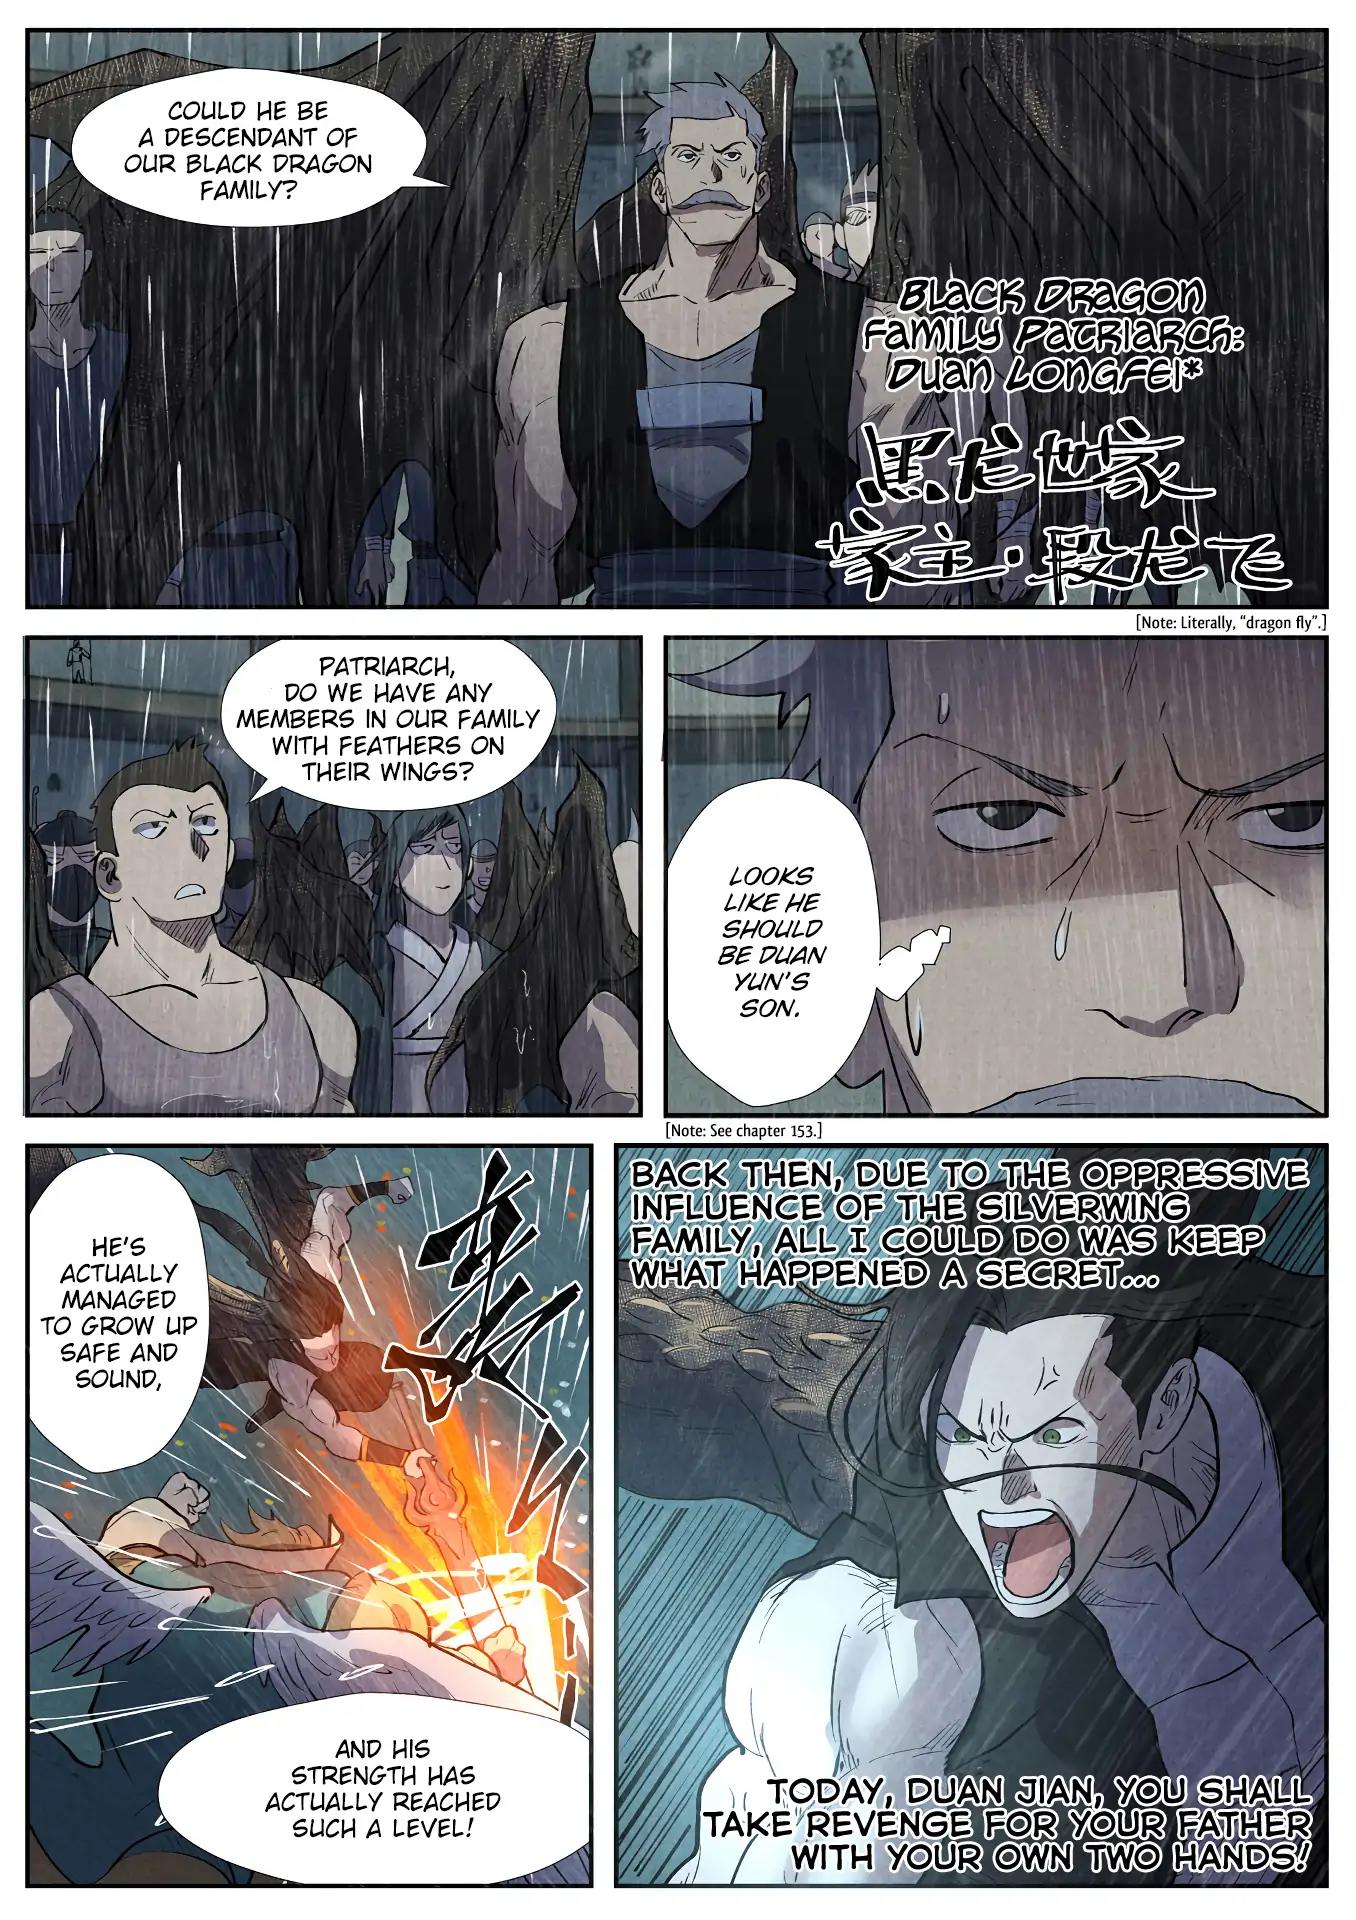 COULD HE BE
A DESCENDANT OF
OUR BLACK DRAGON
FAMILY?
BLACK DRAGON
FAMILY PATRIARCH:
DUAN LONGFEI*
黑龙世家
家主·段龙飞
[Note: Literally, “dragon fly”.]
PATRIARCH,
DO WE HAVE ANY
MEMBERS IN OUR FAMILY
WITH FEATHERS ON
THEIR WINGS?
LOOKS
LIKE HE
SHOULD
BE DUAN
YUN'S
SON.
[Note: See chapter 153.]
HE'S
ACTUALLY
MANAGED
TO GROW UP
SAFE AND
SOUND,
AND HIS
STRENGTH HAS
ACTUALLY REACHED
SUCH A LEVEL!
BACK THEN, DUE TO THE OPPRESSIVE
INFLUENCE OF THE SILVERWING
FAMILY, ALL I COULD DO WAS KEEP
WHAT HAPPENED A SECRET...
TODAY, DUAN JIAN, YOU SHALL
TAKE REVENGE FOR YOUR FATHER
WITH YOUR OWN TWO HANDS!